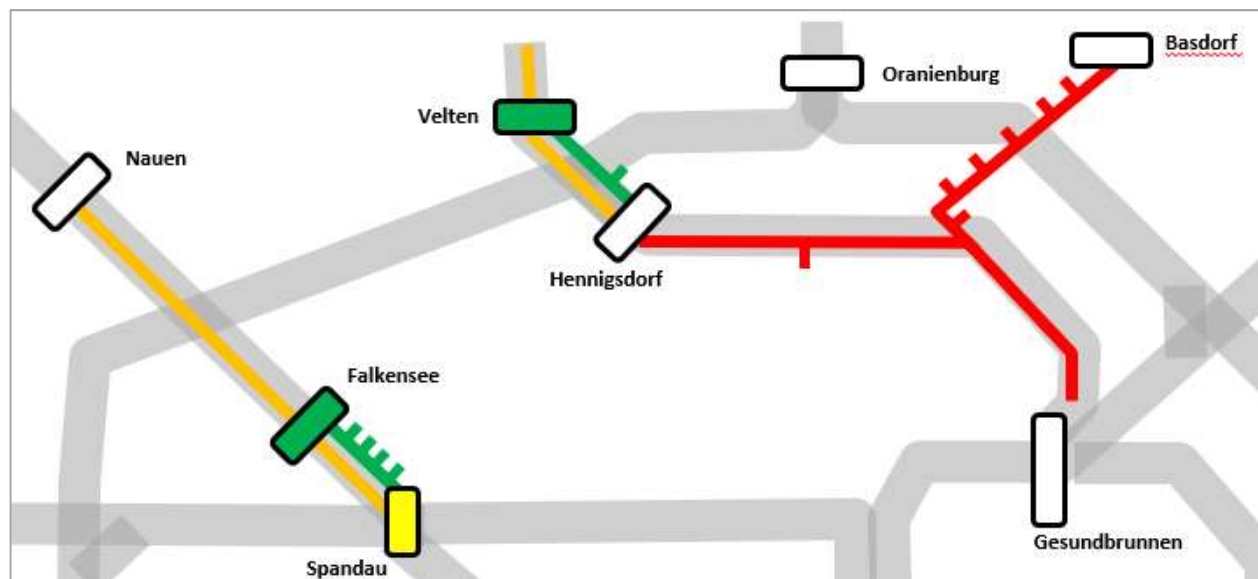 Basdorf
Oranienburg
Velten
Nauen
Hennigsdorf
Falkensee
Gesundbrunnen
Spandau